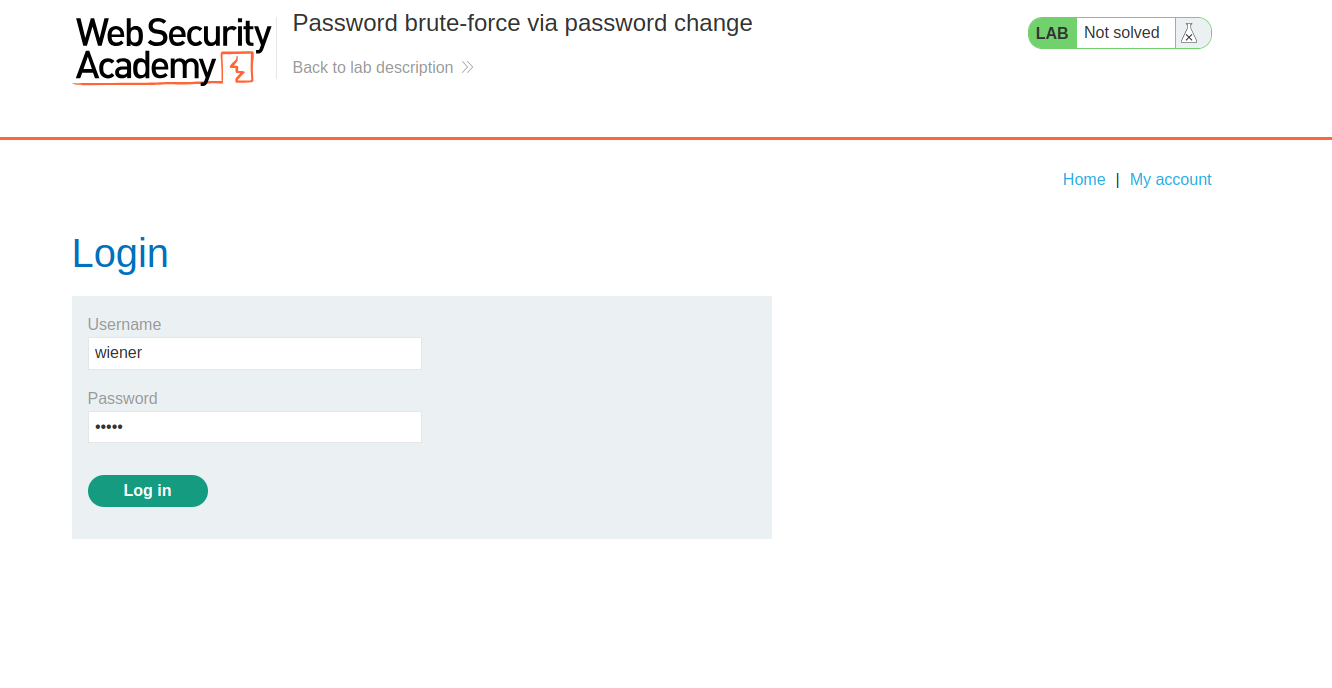 Web Security
Academy
Password brute-force via password change
Back to lab description
LAB Not solved
Home | My account
Login
Username
wiener
Password
•••••
Log in